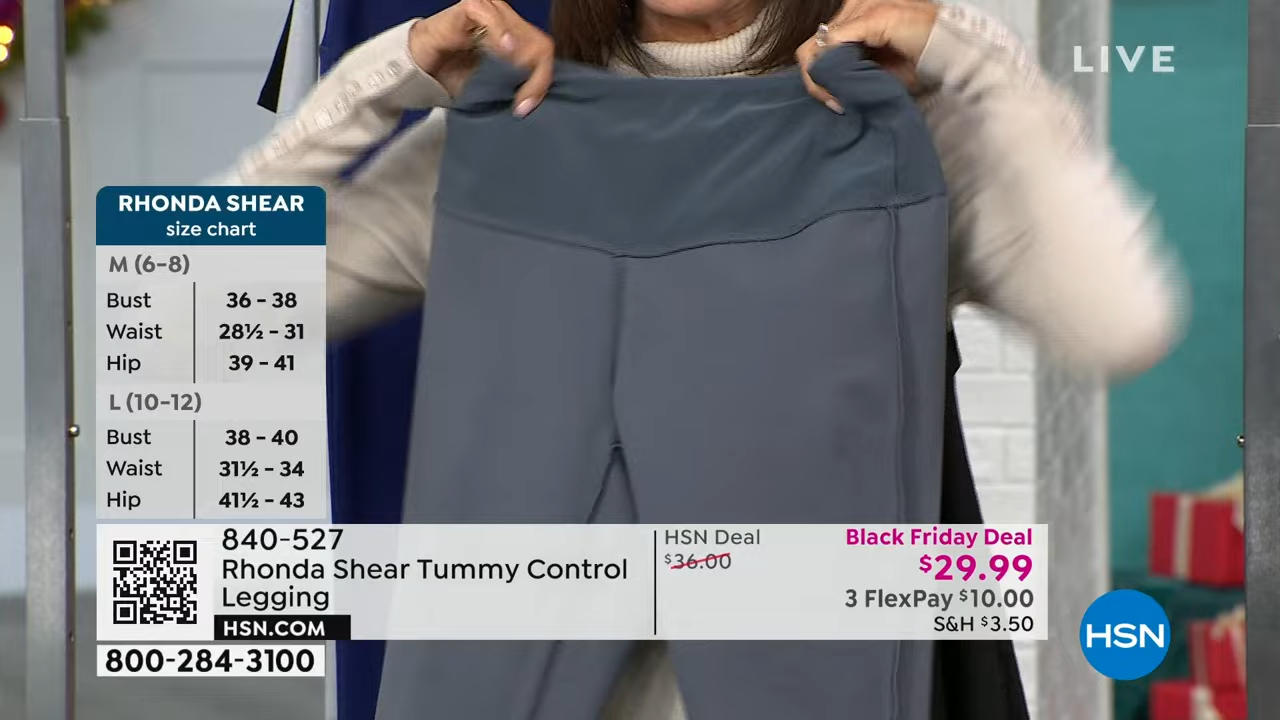 LIVE
RHONDA SHEAR
size chart
M (6-8)
Bust 36 - 38
Waist 28½ - 31
Hip 39 - 41
L (10-12)
Bust 38 - 40
Waist 31½ - 34
Hip 41½ - 43
840-527
Rhonda Shear Tummy Control
Legging
HSN.COM
800-284-3100
HSN Deal
$36.00
Black Friday Deal
$29.99
3 FlexPay $10.00
S&H $3.50
HSN